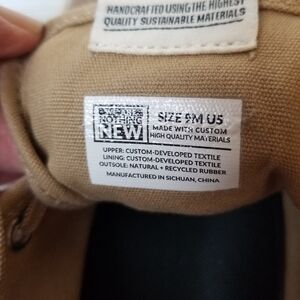 HANDCRAFTED USING THE HIGHEST
QUALITY SUSTAINABLE MATERIALS
NOTHING
NEW
SIZE 9M US
MADE WITH CUSTOM
HIGH QUALITY MATERIALS
UPPER: CUSTOM-DEVELOPED TEXTILE
LINING: CUSTOM-DEVELOPED TEXTILE
OUTSOLE: NATURAL + RECYCLED RUBBER
MANUFACTURED IN SICHUAN, CHINA